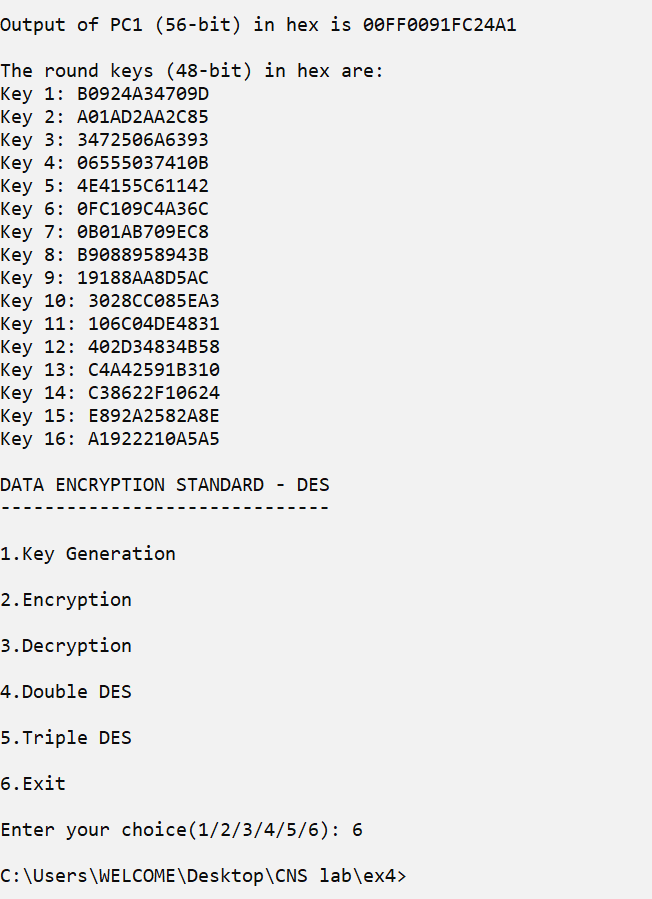 Output of PC1 (56-bit) in hex is 00FF0091FC24A1
The round keys (48-bit) in hex are:
Key 1: B0924A34709D
Key 2: A01AD2AA2C85
Key 3: 3472506A6393
Key 4: 06555037410B
Key 5: 4E4155C61142
Key 6: 0FC109C4A36C
Key 7: 0B01AB709EC8
Key 8: B9088958943B
Key 9: 19188AA8D5AC
Key 10: 3028CC085EA3
Key 11: 106C04DE4831
Key 12: 402D34834B58
Key 13: C4A42591B310
Key 14: C38622F10624
Key 15: E892A2582A8E
Key 16: A1922210A5A5
DATA ENCRYPTION STANDARD - DES
------------------------------
1.Key Generation
2.Encryption
3.Decryption
4.Double DES
5.Triple DES
6.Exit
Enter your choice(1/2/3/4/5/6): 6
C:\Users\WELCOME\Desktop\CNS lab\ex4>